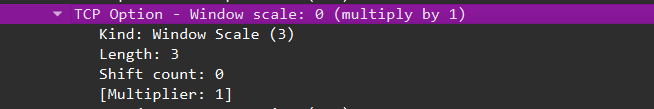 TCP Option - Window scale: 0 (multiply by 1)
Kind: Window Scale (3)
Length: 3
Shift count: 0
[Multiplier: 1]